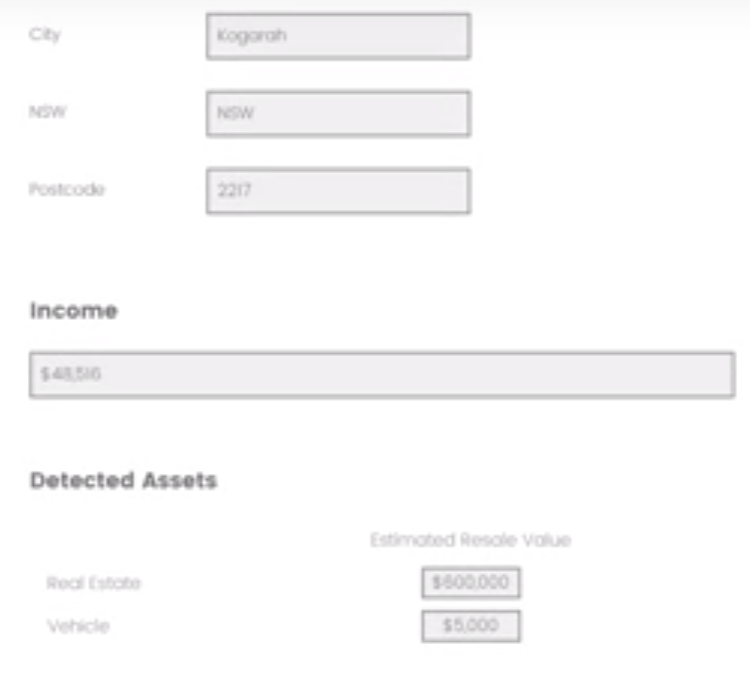 City Kogarah
NSW NSW
Postcode 2217
Income
$48,516
Detected Assets
Estimated Resale Value
Real Estate $600,000
Vehicle $5,000